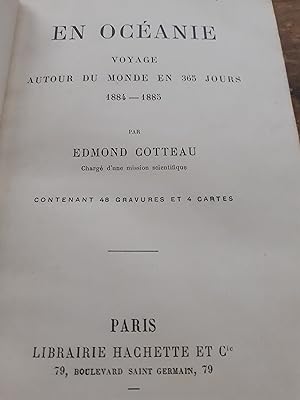 EN OCÉANIE
VOYAGE
AUTOUR DU MONDE EN 365 JOURS
1884 — 1885
PAR
EDMOND COTTEAU
Chargé d'une mission scientifique
CONTENANT 48 GRAVURES ET 4 CARTES
PARIS
LIBRAIRIE HACHETTE ET Cie
79, BOULEVARD SAINT GERMAIN, 79